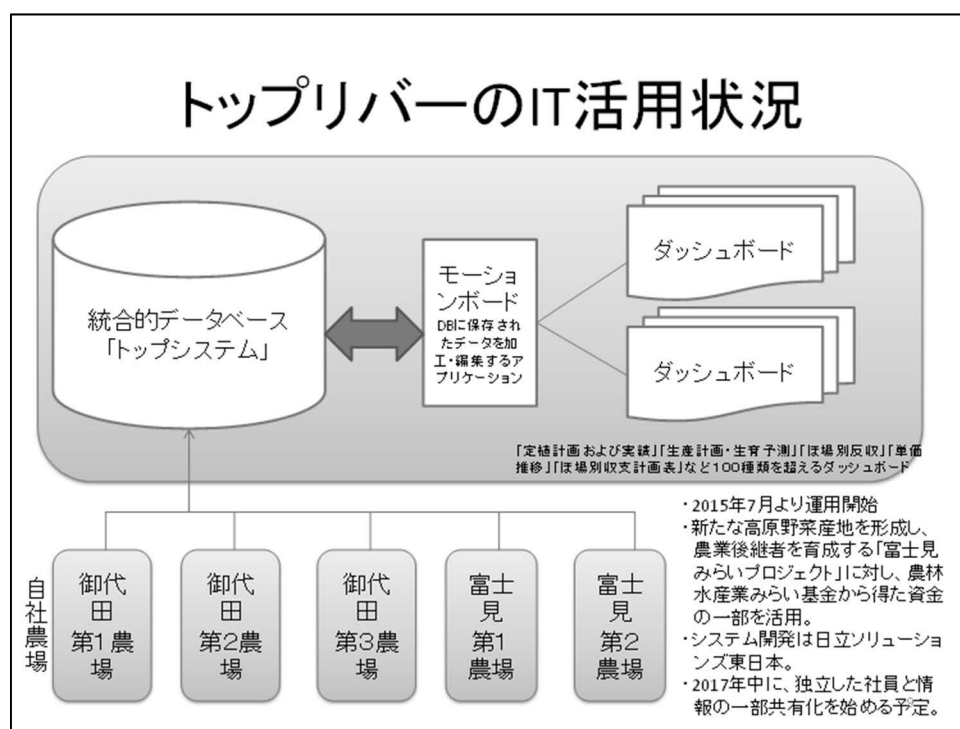 トップリバーのIT活用状況
統合的データベース
「トップシステム」
モーショ
ンボード
DBに保存され
たデータを加
工・編集するア
プリケーション
ダッシュボード
ダッシュボード
「定植計画および実績」「生産計画・生育予測」「ほ場別反収」「単価
推移」「ほ場別収支計画表」など100種類を超えるダッシュボード
自社農場
御代
田
第1農
場
御代
田
第2農
場
御代
田
第3農
場
富士
見
第1
農場
富士
見
第2
農場
・2015年7月より運用開始
・新たな高原野菜産地を形成し、
農業後継者を育成する「富士見
みらいプロジェクト」に対し、農林
水産業みらい基金から得た資金
の一部を活用。
・システム開発は日立ソリューショ
ンズ東日本。
・2017年中に、独立した社員と情
報の一部共有化を始める予定。